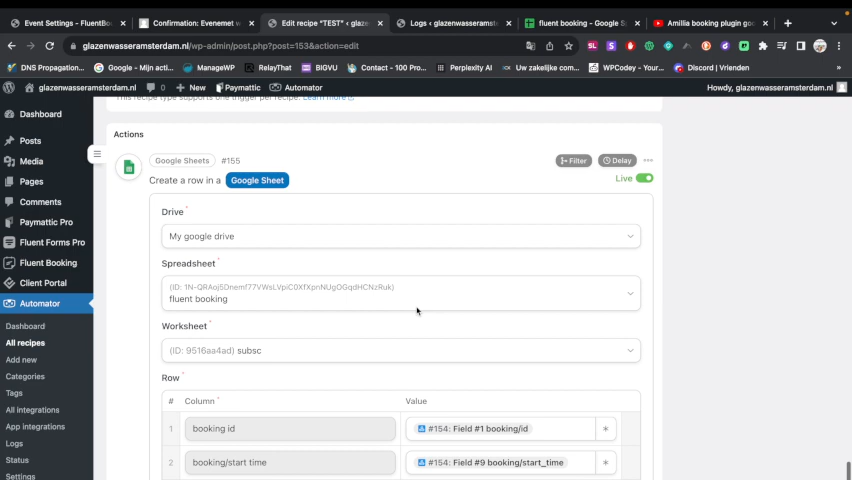 Event Settings - FluentBoo
Confirmation: Evenemet w
Edit recipe "TEST" ‹ glaze
Logs ‹ glazenwasseramste
fluent booking - Google S
Amillia booking plugin goo
glazenwasseramsterdam.nl/wp-admin/post.php?post=153&action=edit
DNS Propagation...
Google - Mijn acti...
ManageWP
RelayThat
BIGVU
Contact - 100 Pro...
Perplexity AI
Uw zakelijke com...
WPCodey - Your...
Discord | Vrienden
glazenwasseramsterdam.nl
0
New
Paymattic
Automator
Howdy, glazenwasseramsterdam.nl
Dashboard
Posts
Media
Pages
Comments
Paymattic Pro
Fluent Forms Pro
Fluent Booking
Client Portal
Automator
Dashboard
All recipes
Add new
Categories
Tags
All integrations
App integrations
Logs
Status
Settings
This recipe type supports one trigger per recipe. Learn more
Actions
Google Sheets #155
Filter
Delay
Create a row in a Google Sheet
Live
Drive *
My google drive
Spreadsheet *
(ID: 1N-QRAoj5Dnemf77VWsLVpiC0XfXpnNUgOGqdHCNzRuk)
fluent booking
Worksheet *
(ID: 9516aa4ad) subsc
Row *
# Column * Value
1 booking id #154: Field #1 booking/id *
2 booking/start time #154: Field #9 booking/start_time *